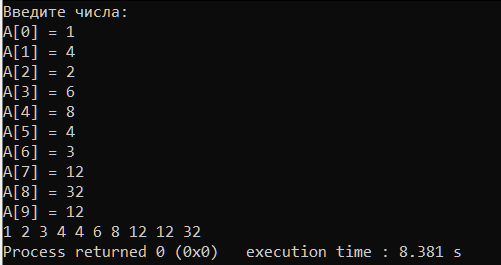 Введите числа:
A[0] = 1
A[1] = 4
A[2] = 2
A[3] = 6
A[4] = 8
A[5] = 4
A[6] = 3
A[7] = 12
A[8] = 32
A[9] = 12
1 2 3 4 4 6 8 12 12 32
Process returned 0 (0x0)   execution time : 8.381 s